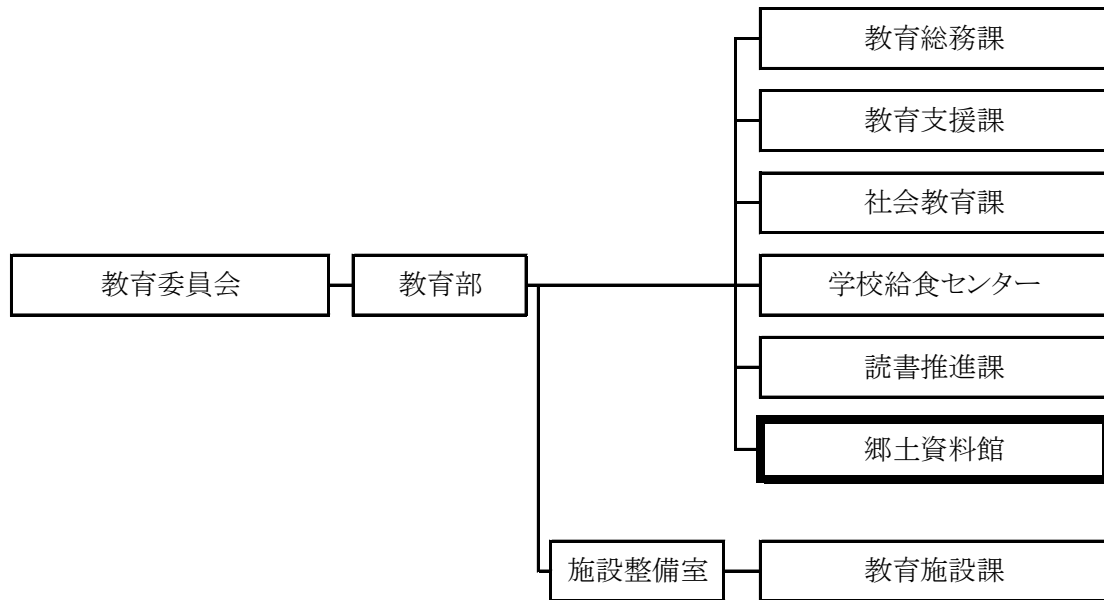 教育総務課
教育支援課
社会教育課
教育委員会
教育部
学校給食センター
読書推進課
郷土資料館
施設整備室
教育施設課